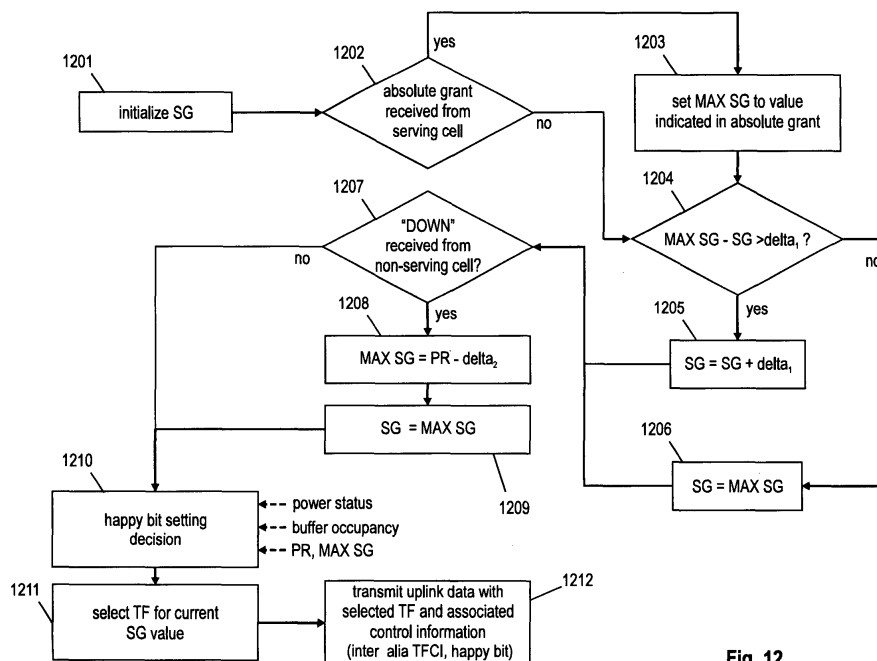 1201
initialize SG
1202
absolute grant
received from
serving cell
yes
no
1203
set MAX SG to value
indicated in absolute grant
1204
MAX SG - SG >delta₁ ?
no
yes
1205
SG = SG + delta₁
1206
SG = MAX SG
1207
"DOWN"
received from
non-serving cell?
no
yes
1208
MAX SG = PR - delta₂
SG = MAX SG
1209
1210
happy bit setting
decision
power status
buffer occupancy
PR, MAX SG
1211
select TF for current
SG value
1212
transmit uplink data with
selected TF and associated
control information
(inter alia TFCI, happy bit)
Fig. 12